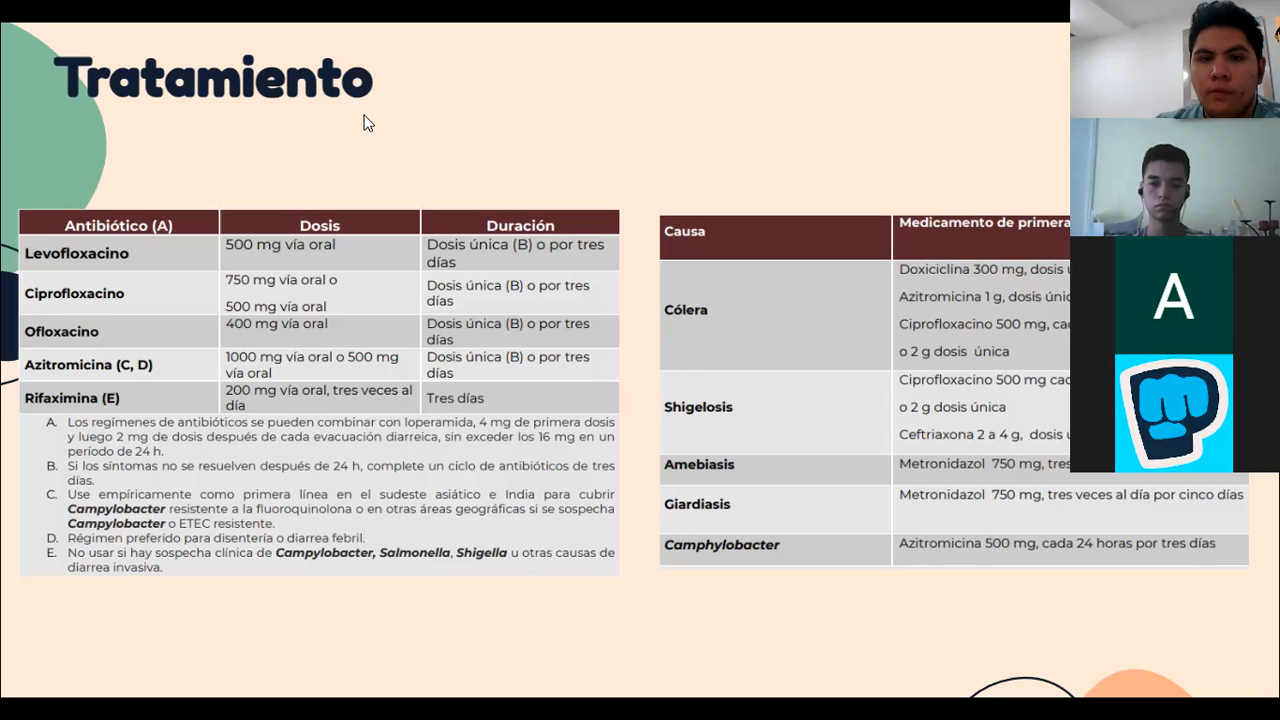 Tratamiento
Antibiótico (A) Dosis Duración
Levofloxacino 500 mg vía oral Dosis única (B) o por tres
días
Ciprofloxacino 750 mg vía oral o
500 mg vía oral Dosis única (B) o por tres
días
Ofloxacino 400 mg vía oral Dosis única (B) o por tres
días
Azitromicina (C, D) 1000 mg vía oral o 500 mg
vía oral Dosis única (B) o por tres
días
Rifaximina (E) 200 mg vía oral, tres veces al
día Tres días
A. Los regímenes de antibióticos se pueden combinar con loperamida, 4 mg de primera dosis
y luego 2 mg de dosis después de cada evacuación diarreica, sin exceder los 16 mg en un
período de 24 h.
B. Si los síntomas no se resuelven después de 24 h, complete un ciclo de antibióticos de tres
días.
C. Use empíricamente como primera línea en el sudeste asiático e India para cubrir
Campylobacter resistente a la fluoroquinolona o en otras áreas geográficas si se sospecha
Campylobacter o ETEC resistente.
D. Régimen preferido para disentería o diarrea febril.
E. No usar si hay sospecha clínica de Campylobacter, Salmonella, Shigella u otras causas de
diarrea invasiva.
Causa Medicamento de primera
Cólera Doxiciclina 300 mg, dosis
Azitromicina 1 g, dosis
Ciprofloxacino 500 mg,
o 2 g dosis única
Shigelosis Ciprofloxacino 500 mg
o 2 g dosis única
Ceftriaxona 2 a 4 g, dosis
Amebiasis Metronidazol 750 mg,
Giardiasis Metronidazol 750 mg, tres veces al día por cinco días
Camphylobacter Azitromicina 500 mg, cada 24 horas por tres días
A